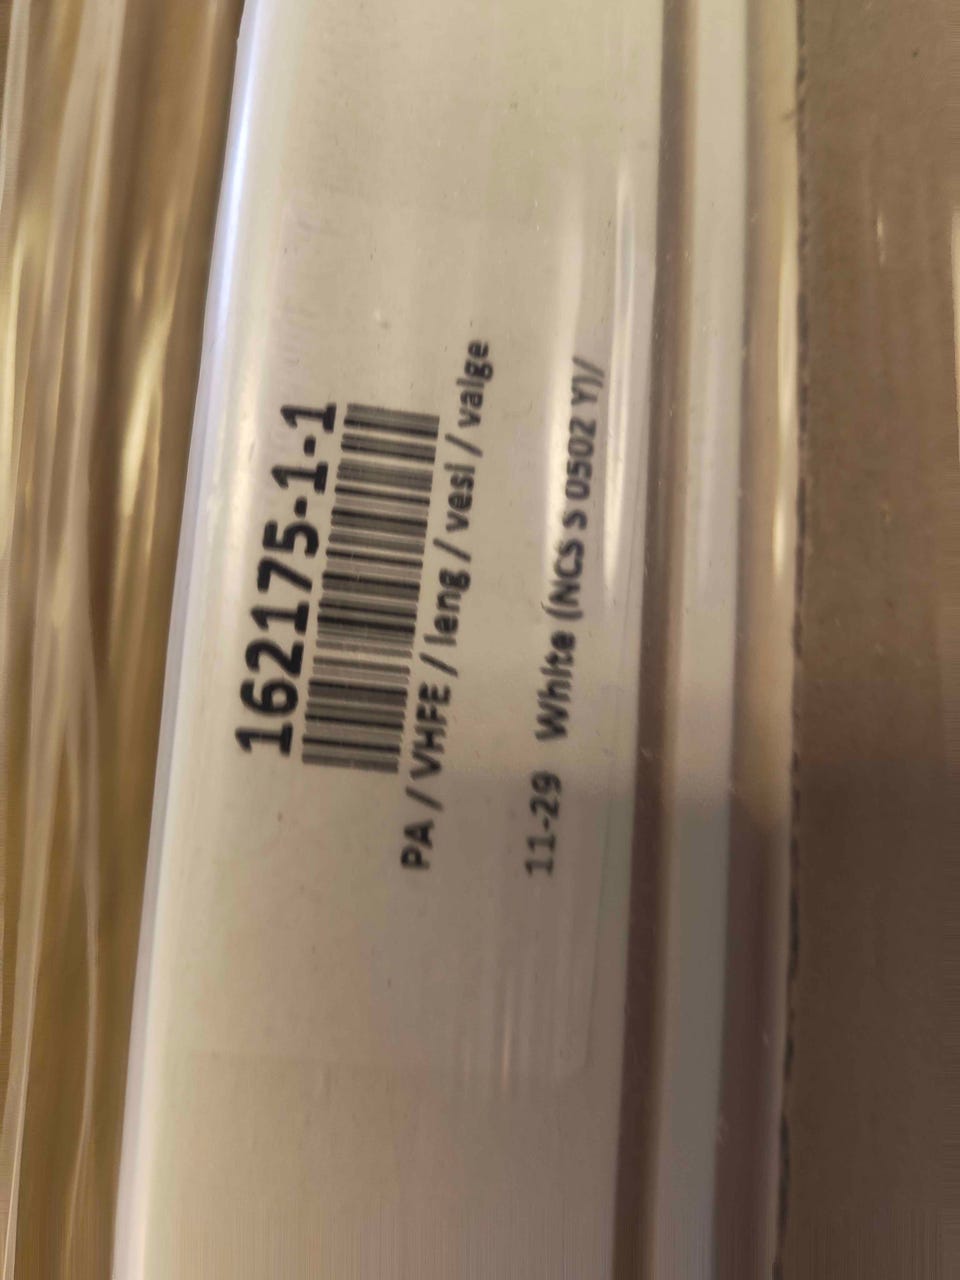 162175-1-1
PA / VHFE / leng / vesi / valge
11-29 White (NCS S 0502 Y)/